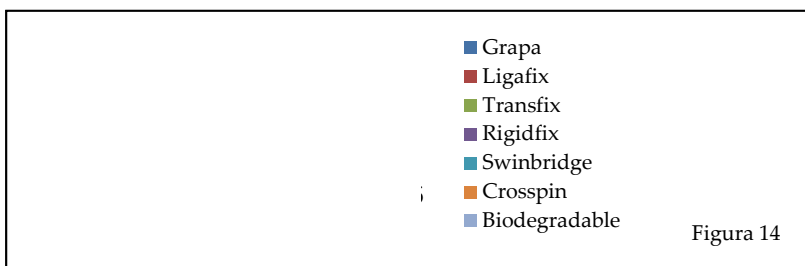 Grapa
Ligafix
Transfix
Rigidfix
Swinbridge
Crosspin
Biodegradable
Figura 14